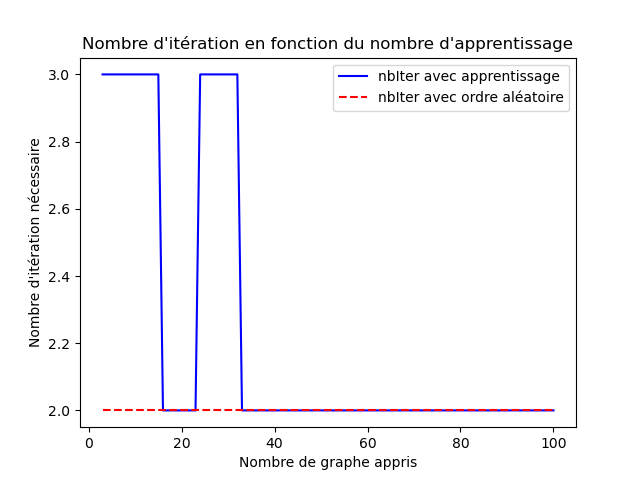 Nombre d'itération en fonction du nombre d'apprentissage
nbIter avec apprentissage
nbIter avec ordre aléatoire
Nombre d'itération nécessaire
3.0
2.8
2.6
2.4
2.2
2.0
0
20
40
60
80
100
Nombre de graphe appris